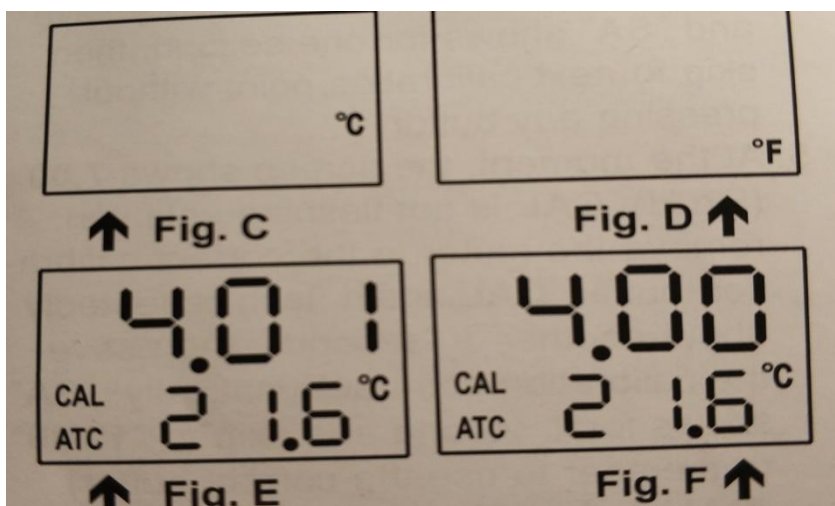 °C
°F
Fig. C
Fig. D
4.01
CAL
ATC
21.6 °C
4.00
CAL
ATC
21.6 °C
Fig. E
Fig. F